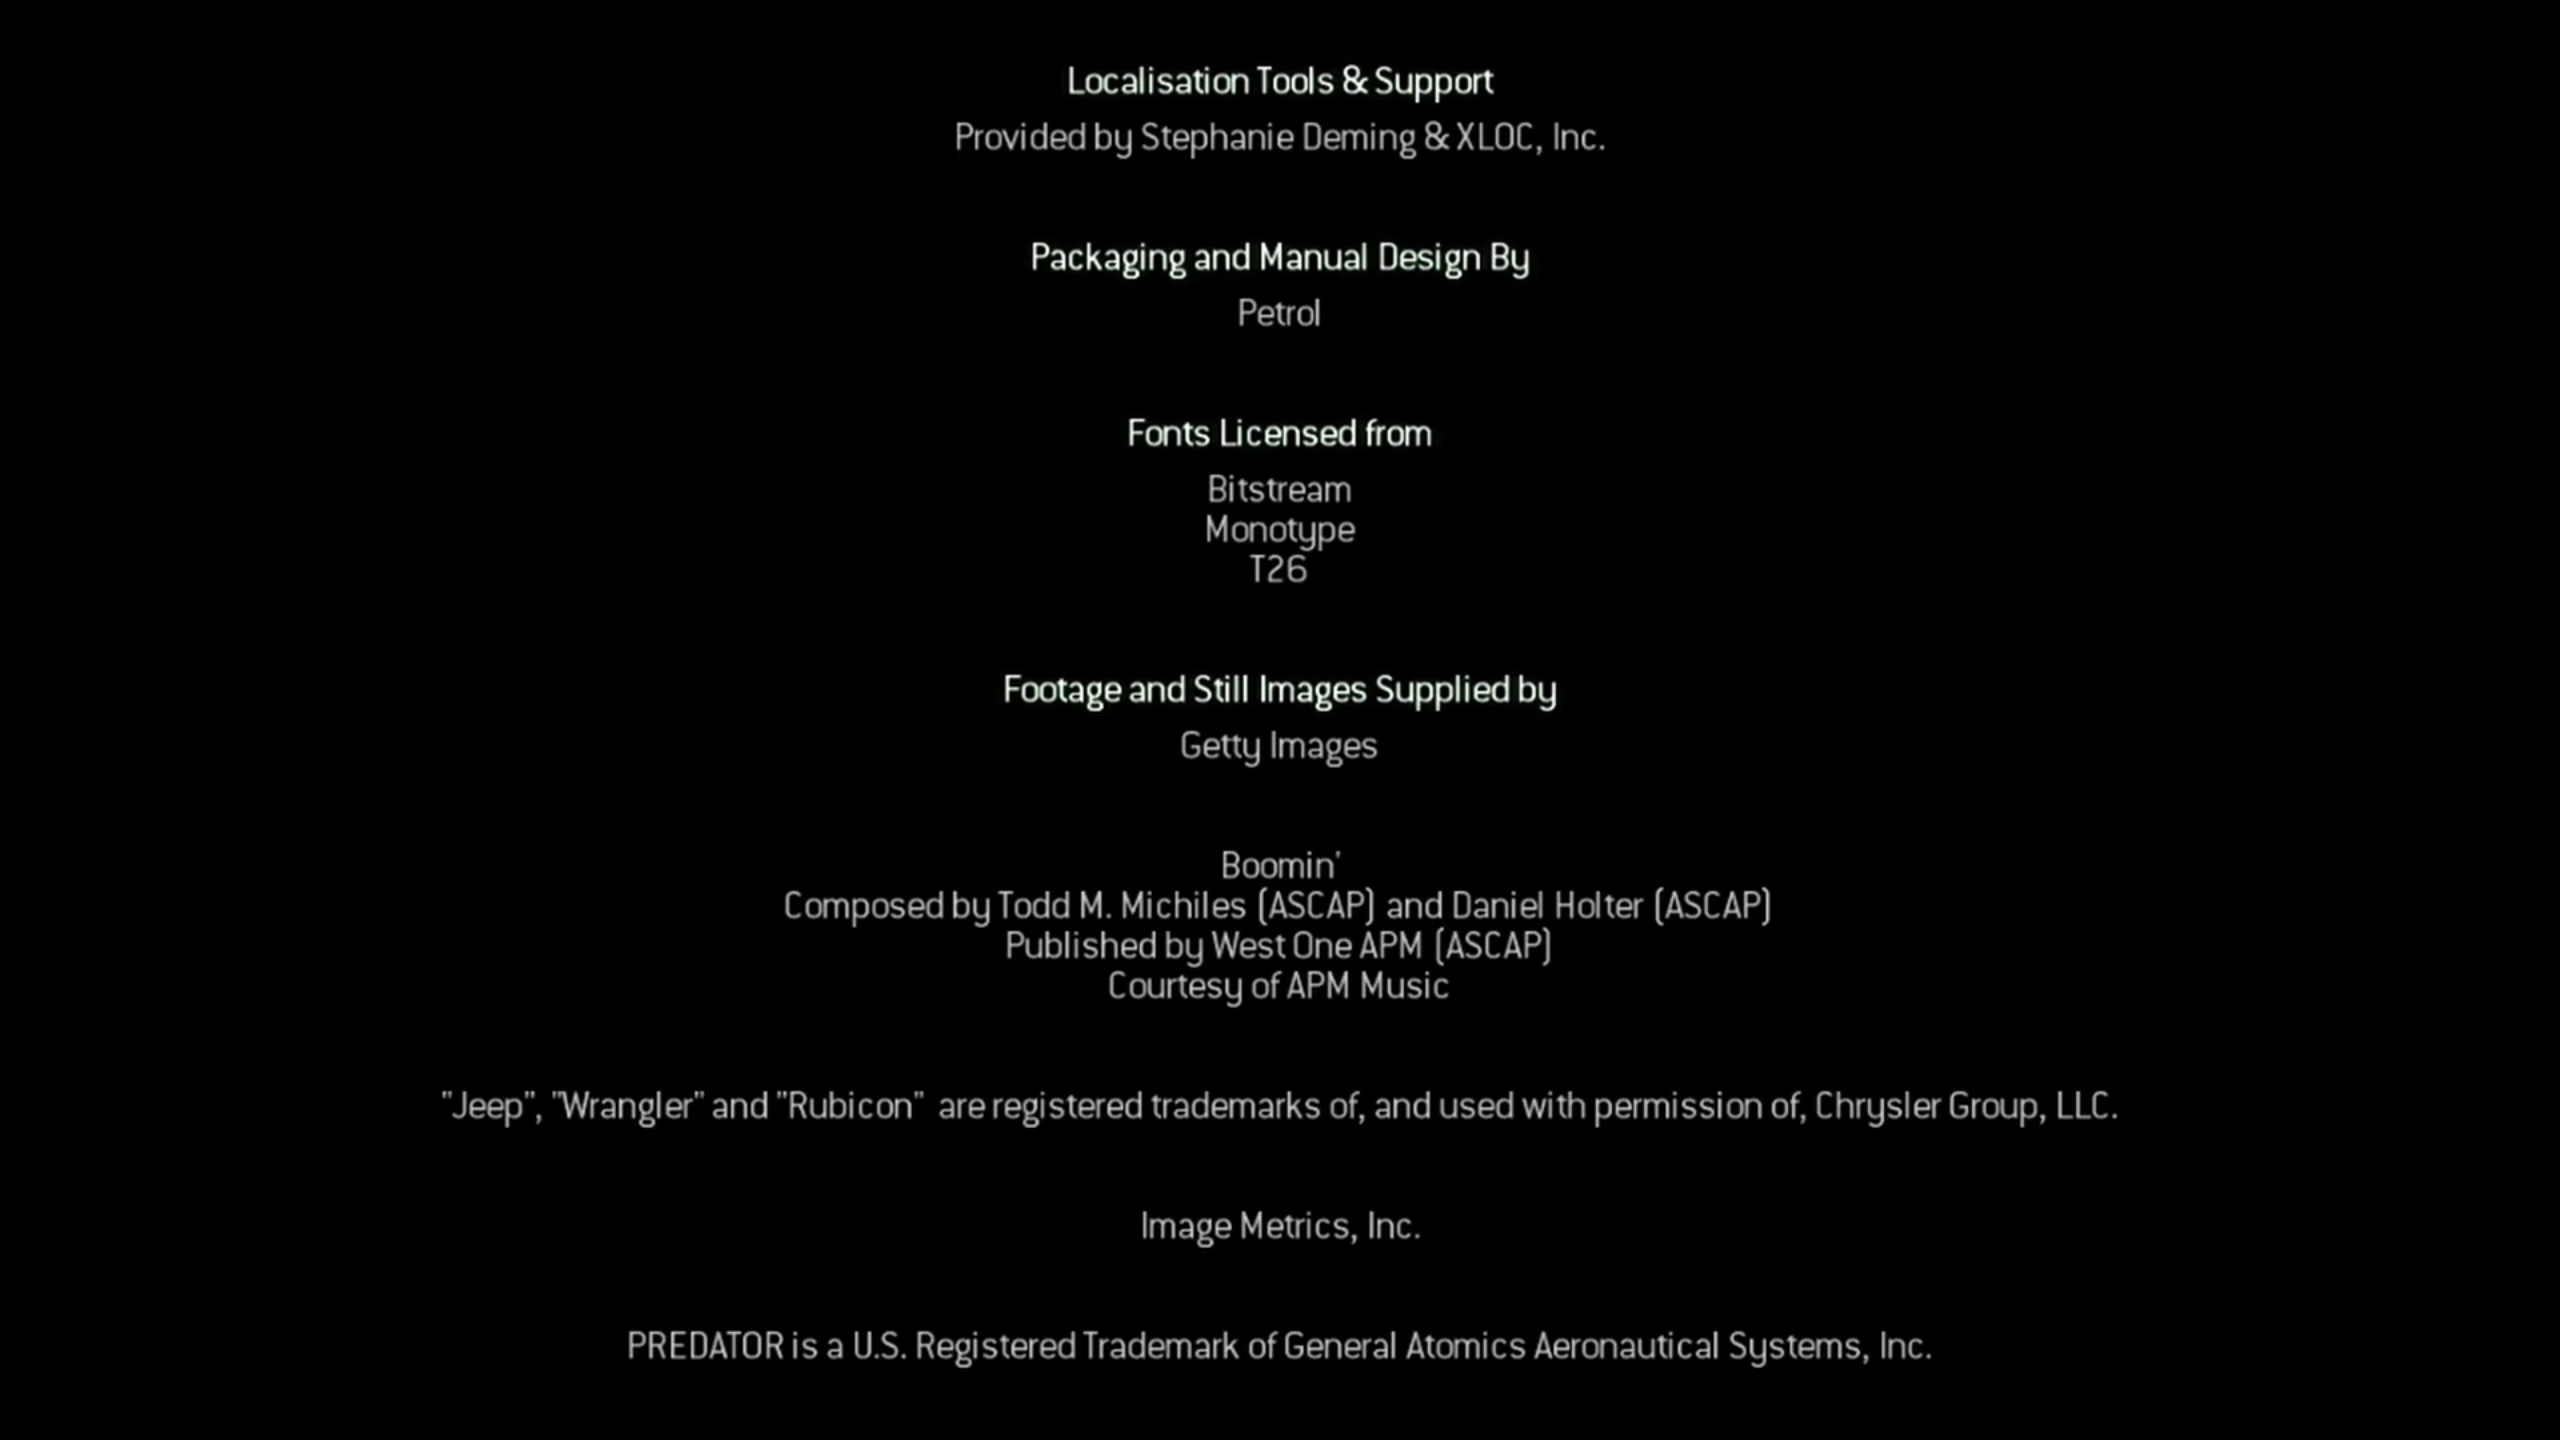 Localisation Tools & Support
Provided by Stephanie Deming & XLOC, Inc.
Packaging and Manual Design By
Petrol
Fonts Licensed from
Bitstream
Monotype
T26
Footage and Still Images Supplied by
Getty Images
Boomin'
Composed by Todd M. Michiles (ASCAP) and Daniel Holter (ASCAP)
Published by West One APM (ASCAP)
Courtesy of APM Music
"Jeep", "Wrangler" and "Rubicon" are registered trademarks of, and used with permission of, Chrysler Group, LLC.
Image Metrics, Inc.
PREDATOR is a U.S. Registered Trademark of General Atomics Aeronautical Systems, Inc.